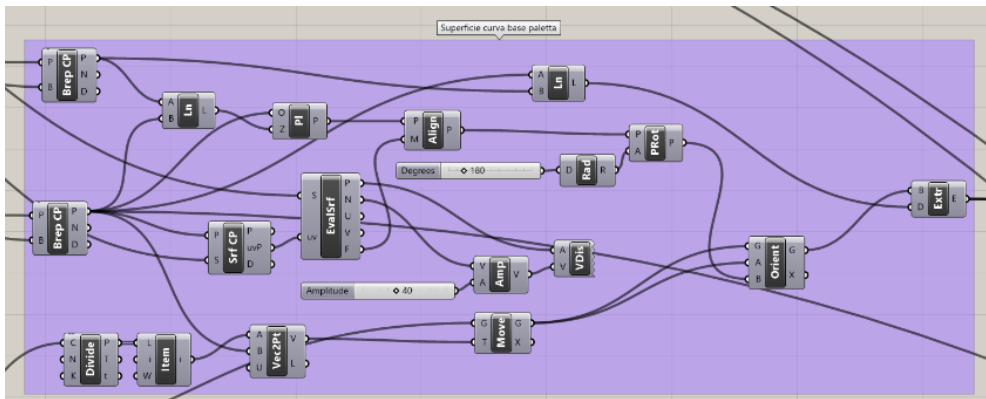 Superficie curva base paletta
P
B
Brep CP
P
N
D
A
B
Ln
L
O
Z
Pl
P
A
B
Ln
L
P
M
Align
P
Degrees 180
D
Rad
R
P
A
PRot
P
P
B
Brep CP
P
N
D
P
S
Srf CP
P
uvP
D
S
uv
EvalSrf
P
N
U
V
F
Amplitude 40
V
A
Amp
V
A
V
VDis
G
A
B
Orient
G
X
B
D
Extr
E
C
N
K
Divide
P
T
t
L
i
W
Item
i
A
B
U
Vec2Pt
V
L
G
T
Move
G
X